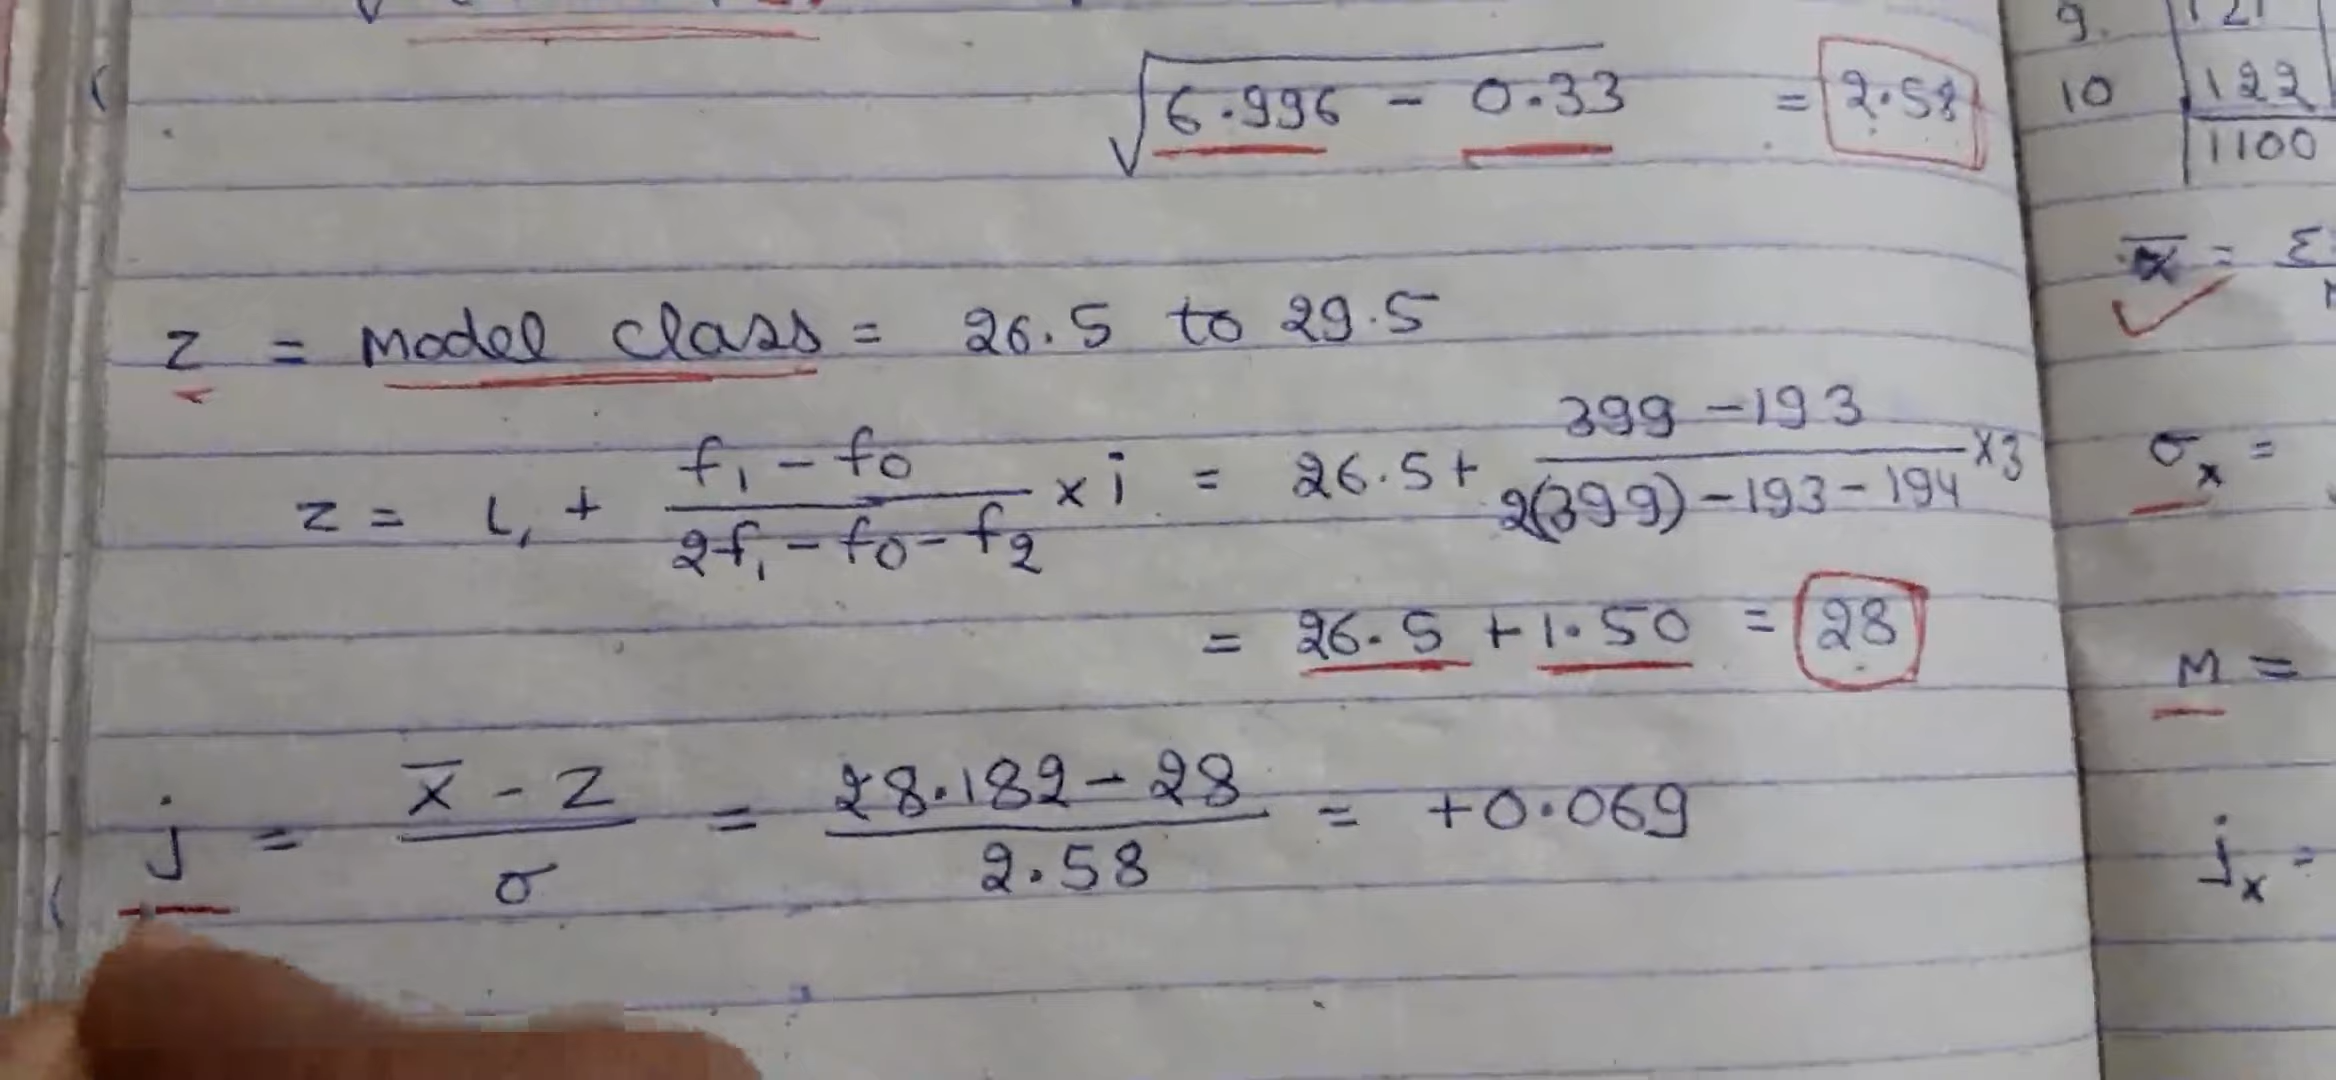 √6.996 - 0.33 = 2.58
z = Model class = 26.5 to 29.5
z = L₁ + (f₁ - f₀)/(2f₁ - f₀ - f₂) × i = 26.5 + (399 - 193)/(2(399) - 193 - 194) × 3
= 26.5 + 1.50 = 28
j = (x̄ - z)/σ = (28.182 - 28)/2.58 = +0.069
9.
10 122
1100
x̄ = Σ
σₓ =
M =
jₓ =